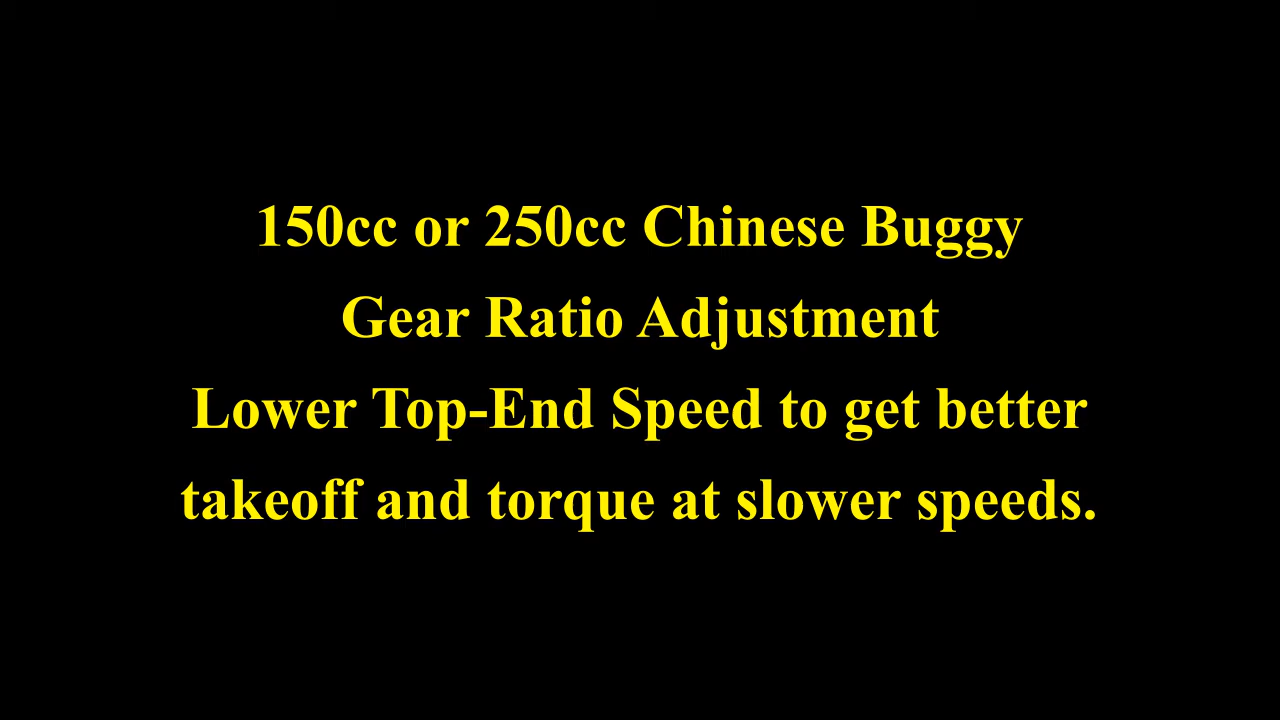 150cc or 250cc Chinese Buggy
Gear Ratio Adjustment
Lower Top-End Speed to get better
takeoff and torque at slower speeds.